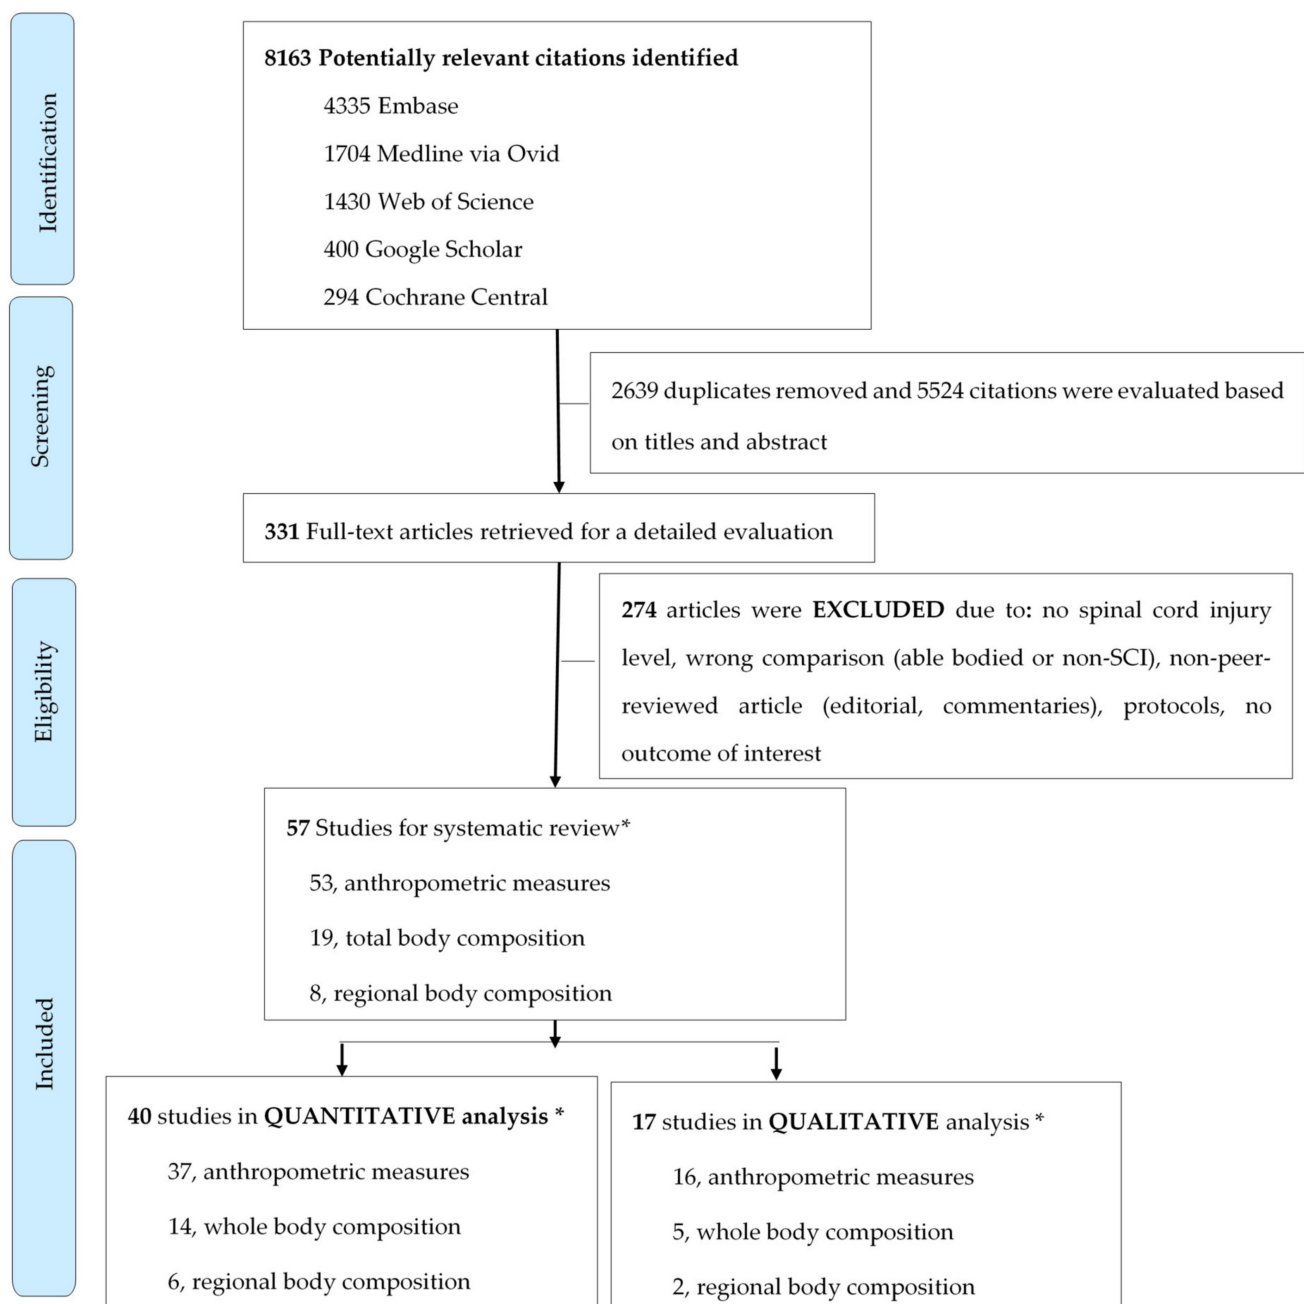 Identification
8163 Potentially relevant citations identified
4335 Embase
1704 Medline via Ovid
1430 Web of Science
400 Google Scholar
294 Cochrane Central
Screening
2639 duplicates removed and 5524 citations were evaluated based
on titles and abstract
331 Full-text articles retrieved for a detailed evaluation
Eligibility
274 articles were EXCLUDED due to: no spinal cord injury
level, wrong comparison (able bodied or non-SCI), non-peer-
reviewed article (editorial, commentaries), protocols, no
outcome of interest
Included
57 Studies for systematic review*
53, anthropometric measures
19, total body composition
8, regional body composition
40 studies in QUANTITATIVE analysis *
37, anthropometric measures
14, whole body composition
6, regional body composition
17 studies in QUALITATIVE analysis *
16, anthropometric measures
5, whole body composition
2, regional body composition